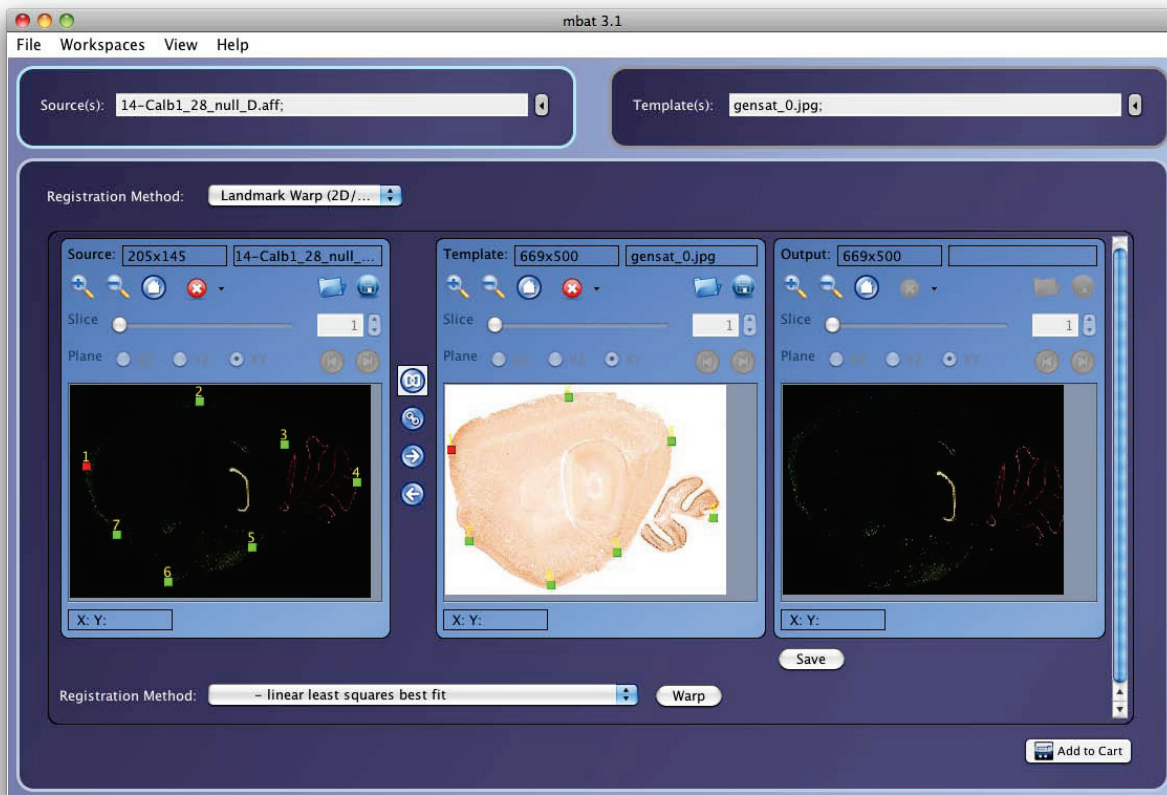 mbat 3.1
File Workspaces View Help
Source(s): 14-Calb1_28_null_D.aff;
Template(s): gensat_0.jpg;
Registration Method: Landmark Warp (2D/...
Source: 205x145 14-Calb1_28_null_...
Template: 669x500 gensat_0.jpg
Output: 669x500
Slice 1
Slice 1
Slice 1
Plane XY
Plane XY
Plane XY
1
2
3
4
5
6
7
X: Y:
X: Y:
X: Y:
Save
Registration Method: - linear least squares best fit Warp
Add to Cart